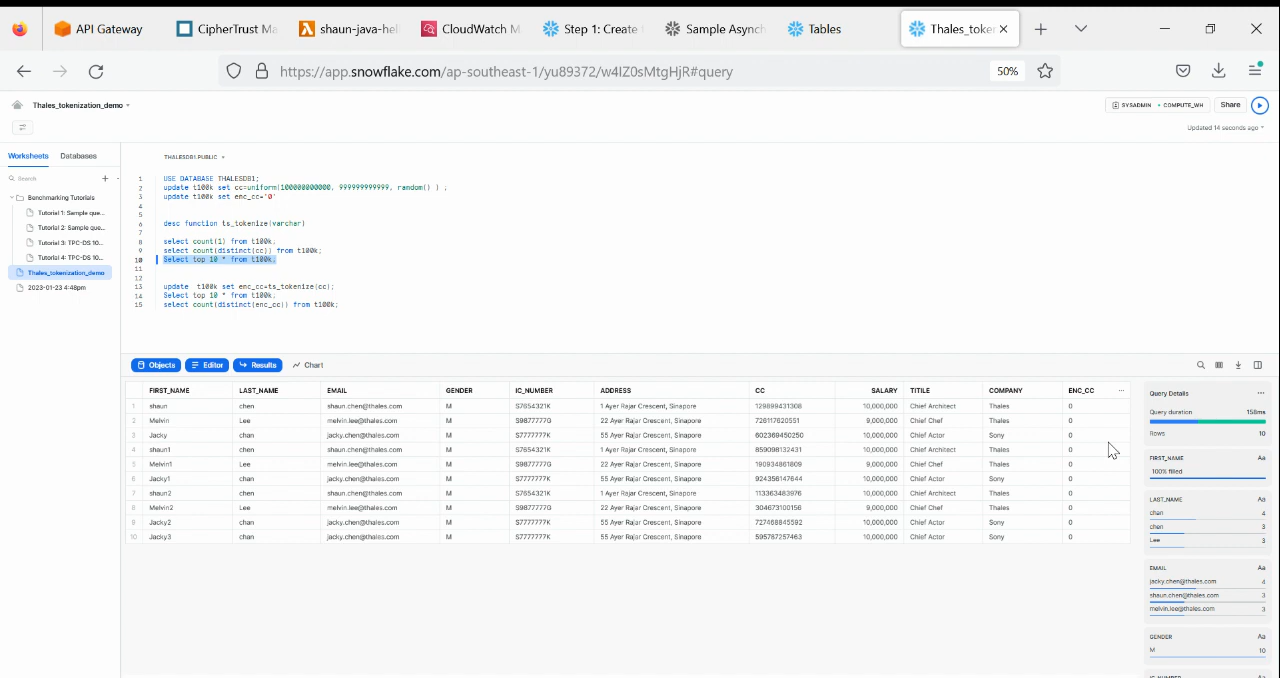 API Gateway
CipherTrust Ma
shaun-java-hel
CloudWatch M
Step 1: Create
Sample Asynch
Tables
Thales_toker
https://app.snowflake.com/ap-southeast-1/yu89372/w4IZ0sMtgHjR#query
50%
Thales_tokenization_demo
SYSADMIN • COMPUTE_WH
Share
Updated 14 seconds ago
Worksheets Databases
Search
Benchmarking Tutorials
Tutorial 1: Sample que...
Tutorial 2: Sample que...
Tutorial 3: TPC-DS 10...
Tutorial 4: TPC-DS 10...
Thales_tokenization_demo
2023-01-23 4:48pm
THALESDB1.PUBLIC
1 USE DATABASE THALESDB1;
2 update t100k set cc=uniform(100000000000, 999999999999, random() ) ;
3 update t100k set enc_cc='0'
4
5
6 desc function ts_tokenize(varchar)
7
8 select count(1) from t100k;
9 select count(distinct(cc)) from t100k;
10 Select top 10 * from t100k;
11
12
13 update t100k set enc_cc=ts_tokenize(cc);
14 Select top 10 * from t100k;
15 select count(distinct(enc_cc)) from t100k;
Objects Editor Results Chart
FIRST_NAME LAST_NAME EMAIL GENDER IC_NUMBER ADDRESS CC SALARY TITILE COMPANY ENC_CC ...
1 shaun chen shaun.chen@thales.com M S7654321K 1 Ayer Rajar Crescent, Sinapore 129899431308 10,000,000 Chief Architect Thales 0
2 Melvin Lee melvin.lee@thales.com M S9877777G 22 Ayer Rajar Crescent, Sinapore 726117620551 9,000,000 Chief Chef Thales 0
3 Jacky chan jacky.chen@thales.com M S7777777K 55 Ayer Rajar Crescent, Sinapore 602369450250 10,000,000 Chief Actor Sony 0
4 shaun1 chen shaun.chen@thales.com M S7654321K 1 Ayer Rajar Crescent, Sinapore 859098132431 10,000,000 Chief Architect Thales 0
5 Melvin1 Lee melvin.lee@thales.com M S9877777G 22 Ayer Rajar Crescent, Sinapore 190934861809 9,000,000 Chief Chef Thales 0
6 Jacky1 chan jacky.chen@thales.com M S7777777K 55 Ayer Rajar Crescent, Sinapore 924356147644 10,000,000 Chief Actor Sony 0
7 shaun2 chen shaun.chen@thales.com M S7654321K 1 Ayer Rajar Crescent, Sinapore 113363483976 10,000,000 Chief Architect Thales 0
8 Melvin2 Lee melvin.lee@thales.com M S9877777G 22 Ayer Rajar Crescent, Sinapore 304673100156 9,000,000 Chief Chef Thales 0
9 Jacky2 chan jacky.chen@thales.com M S7777777K 55 Ayer Rajar Crescent, Sinapore 727468845592 10,000,000 Chief Actor Sony 0
10 Jacky3 chan jacky.chen@thales.com M S7777777K 55 Ayer Rajar Crescent, Sinapore 595767257463 10,000,000 Chief Actor Sony 0
Query Details ...
Query duration 158ms
Rows 10
FIRST_NAME Aa
100% filled
LAST_NAME Aa
chan 4
chen 3
Lee 3
EMAIL Aa
jacky.chen@thales.com 4
shaun.chen@thales.com 3
melvin.lee@thales.com 3
GENDER Aa
M 10